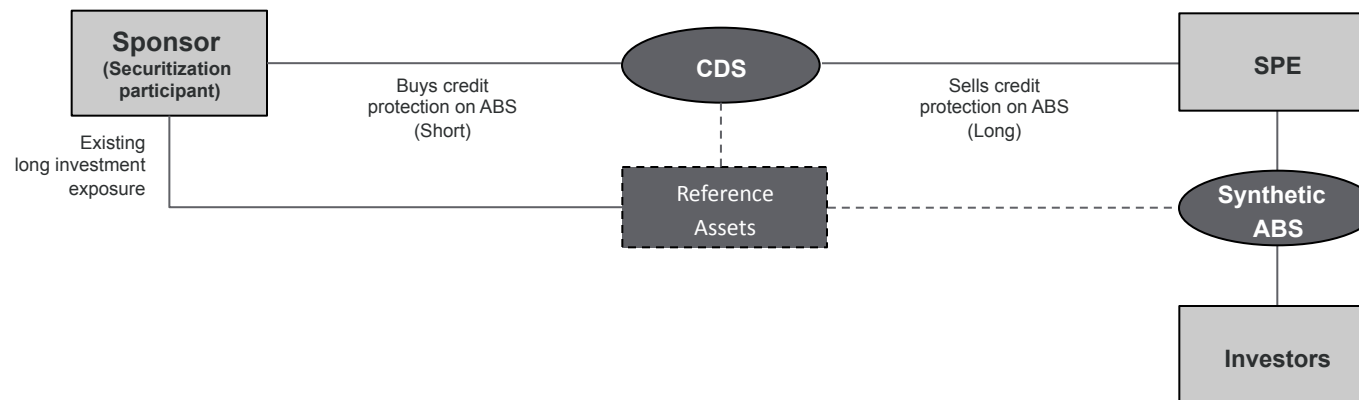 Sponsor
(Securitization
participant)
CDS
SPE
Buys credit
protection on ABS
(Short)
Sells credit
protection on ABS
(Long)
Existing
long investment
exposure
Reference
Assets
Synthetic
ABS
Investors